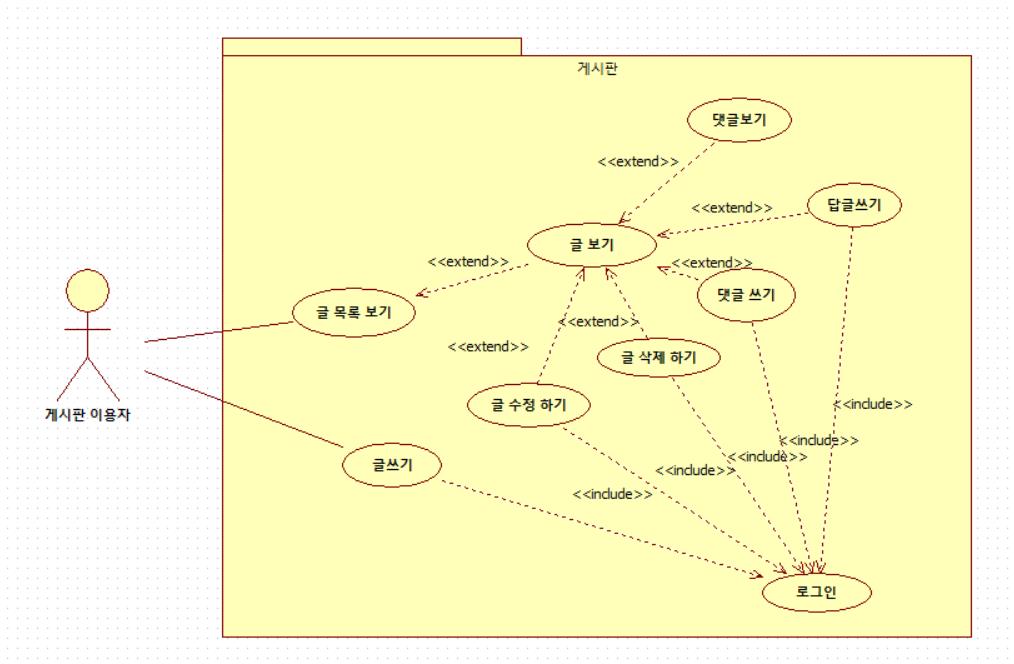 게시판
댓글보기
<<extend>>
답글쓰기
<<extend>>
글 보기
<<extend>>
<<extend>>
댓글 쓰기
글 목록 보기
<<extend>>
<<extend>>
글 삭제 하기
글 수정 하기
<<include>>
게시판 이용자
<<include>>
<<include>>
글쓰기
<<include>>
<<include>>
로그인